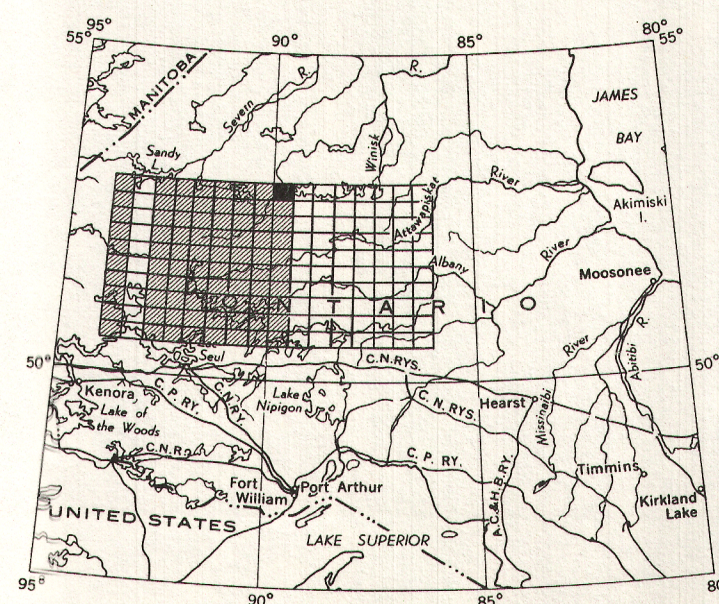 95°
55°
90°
85°
80°
55°
MANITOBA
Severn R.
R.
JAMES
BAY
Winisk
Sandy
L.
River
Attawapiskat
Akimiski
I.
River
Albany
Moosonee
ONTARIO
Abitibi R.
River
Seul
50°
50°
C.N.RYS.
Kenora
C. P. RY.
C.N.RY.
Lake
Nipigon
C. N. RYS.
Hearst
Missinaibi
Lake of
the Woods
C.N.R.
C. P. RY.
Timmins
Fort
William
Port Arthur
Kirkland
Lake
A.C.&H.B.RY.
UNITED STATES
LAKE SUPERIOR
95°
90°
85°
80